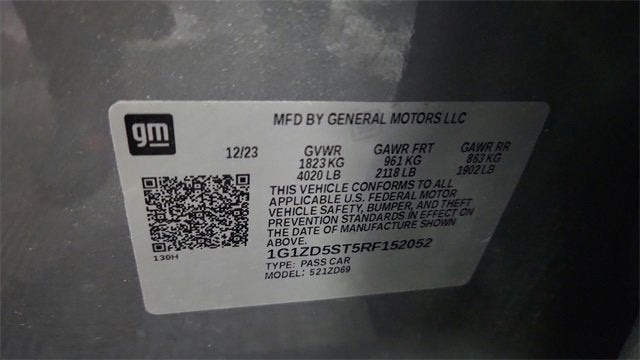 gm
MFD BY GENERAL MOTORS LLC
12/23 GVWR GAWR FRT GAWR RR
1823 KG 961 KG 863 KG
4020 LB 2118 LB 1902 LB
THIS VEHICLE CONFORMS TO ALL
APPLICABLE U.S. FEDERAL MOTOR
VEHICLE SAFETY, BUMPER, AND THEFT
PREVENTION STANDARDS IN EFFECT ON
THE DATE OF MANUFACTURE SHOWN
ABOVE.
130H
1G1ZD5ST5RF152052
TYPE: PASS CAR
MODEL: 521ZD69